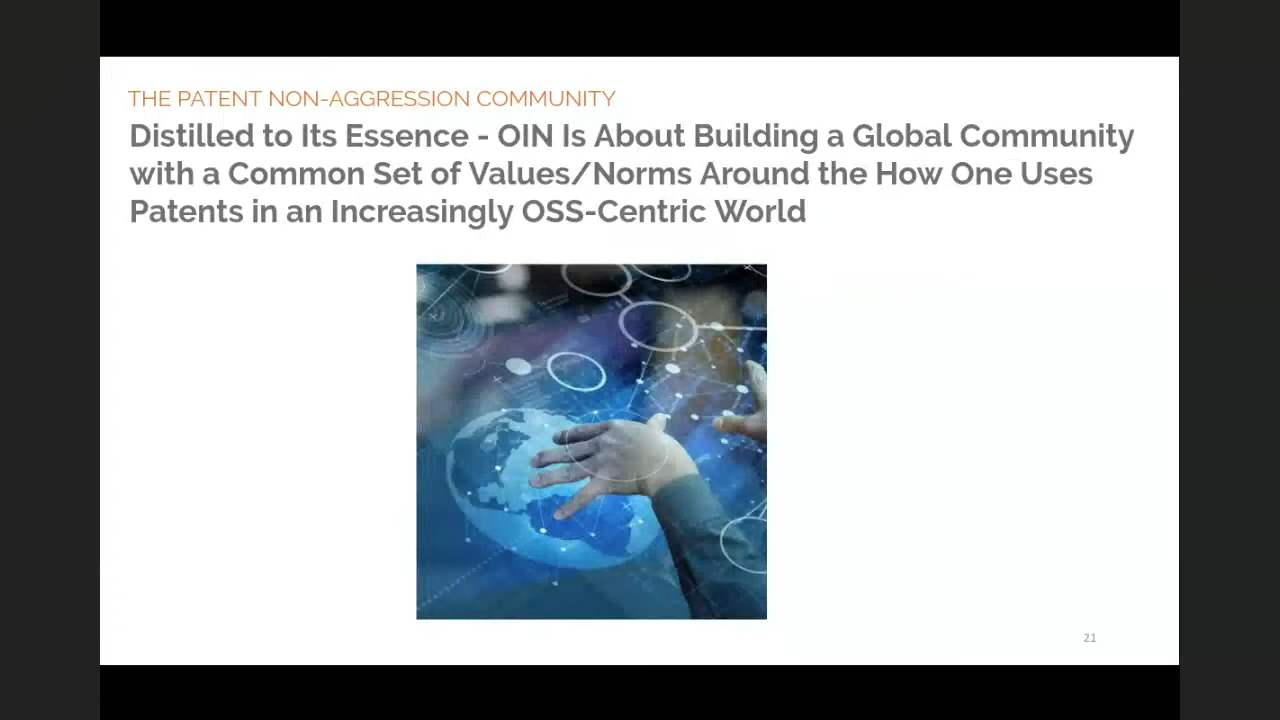 THE PATENT NON-AGGRESSION COMMUNITY
Distilled to Its Essence - OIN Is About Building a Global Community
with a Common Set of Values/Norms Around the How One Uses
Patents in an Increasingly OSS-Centric World
21